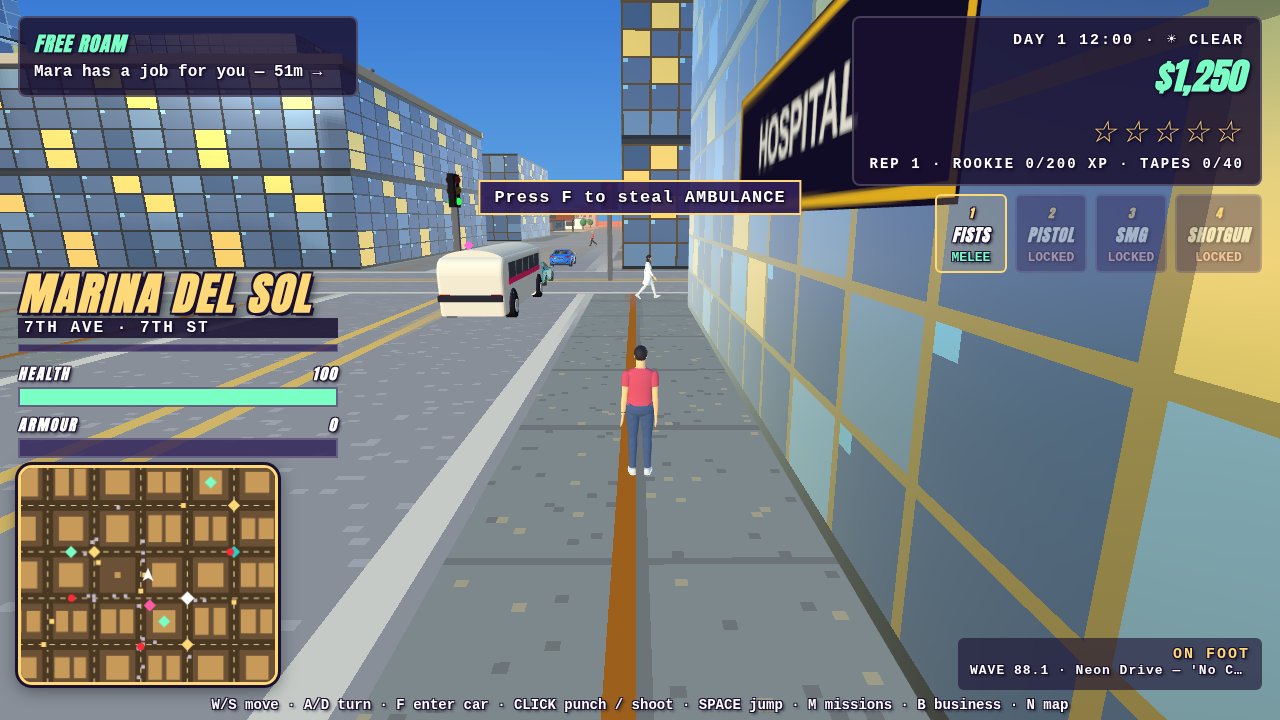 FREE ROAM
Mara has a job for you — 51m →
DAY 1 12:00 · ☀ CLEAR
$1,250
☆ ☆ ☆ ☆ ☆
REP 1 · ROOKIE 0/200 XP · TAPES 0/40
HOSPITAL
Press F to steal AMBULANCE
1
FISTS
MELEE
2
PISTOL
LOCKED
3
SMG
LOCKED
4
SHOTGUN
LOCKED
MARINA DEL SOL
7TH AVE · 7TH ST
HEALTH 100
ARMOUR 0
ON FOOT
WAVE 88.1 · Neon Drive — 'No C…
W/S move · A/D turn · F enter car · CLICK punch / shoot · SPACE jump · M missions · B business · N map